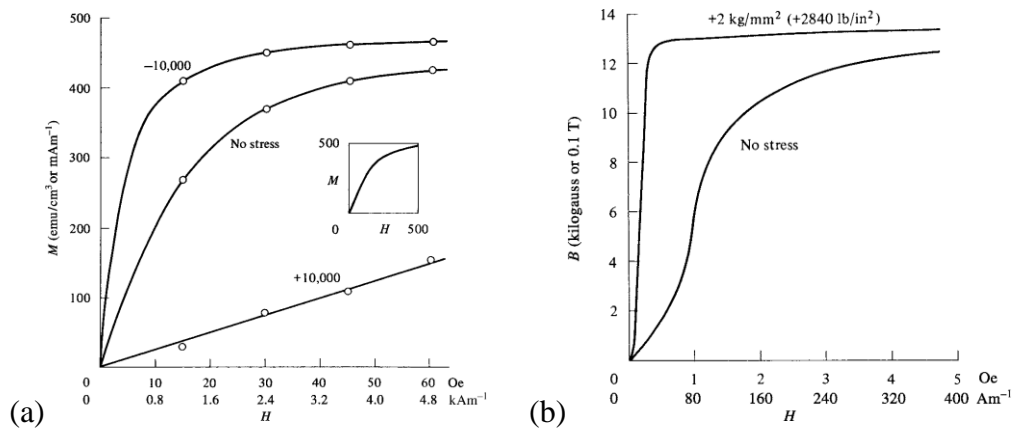 500
400
300
200
100
M (emu/cm³ or mAm⁻¹)
−10,000
No stress
500
M
0 H 500
+10,000
0 10 20 30 40 50 60 Oe
0 0.8 1.6 2.4 3.2 4.0 4.8 kAm⁻¹
H
(a)
14
12
10
8
6
4
2
0
B (kilogauss or 0.1 T)
+2 kg/mm² (+2840 lb/in²)
No stress
0 1 2 3 4 5 Oe
0 80 160 240 320 400 Am⁻¹
H
(b)